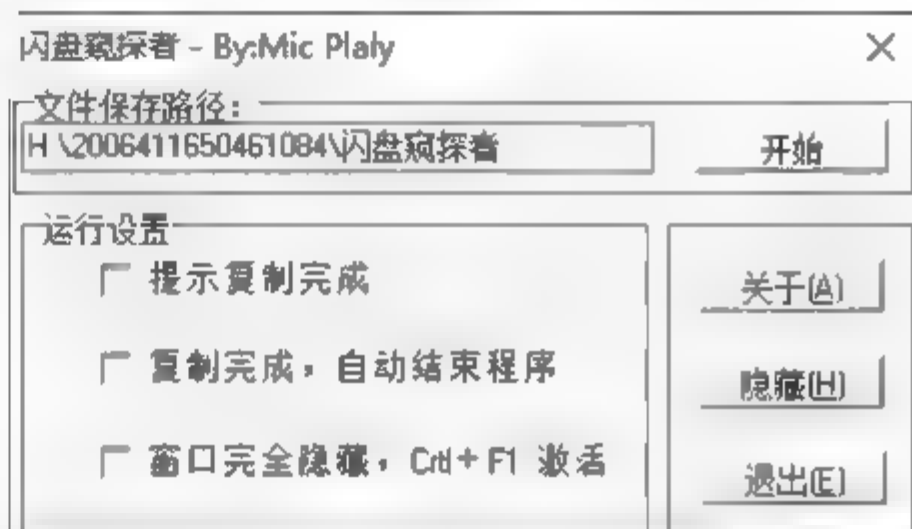 闪盘窥探者 - By:Mic Plaly
文件保存路径：
H \2006411650461084\闪盘窥探者
开始
运行设置
提示复制完成
复制完成，自动结束程序
窗口完全隐藏，Crtl + F1 激活
关于(A)
隐藏(H)
退出(E)